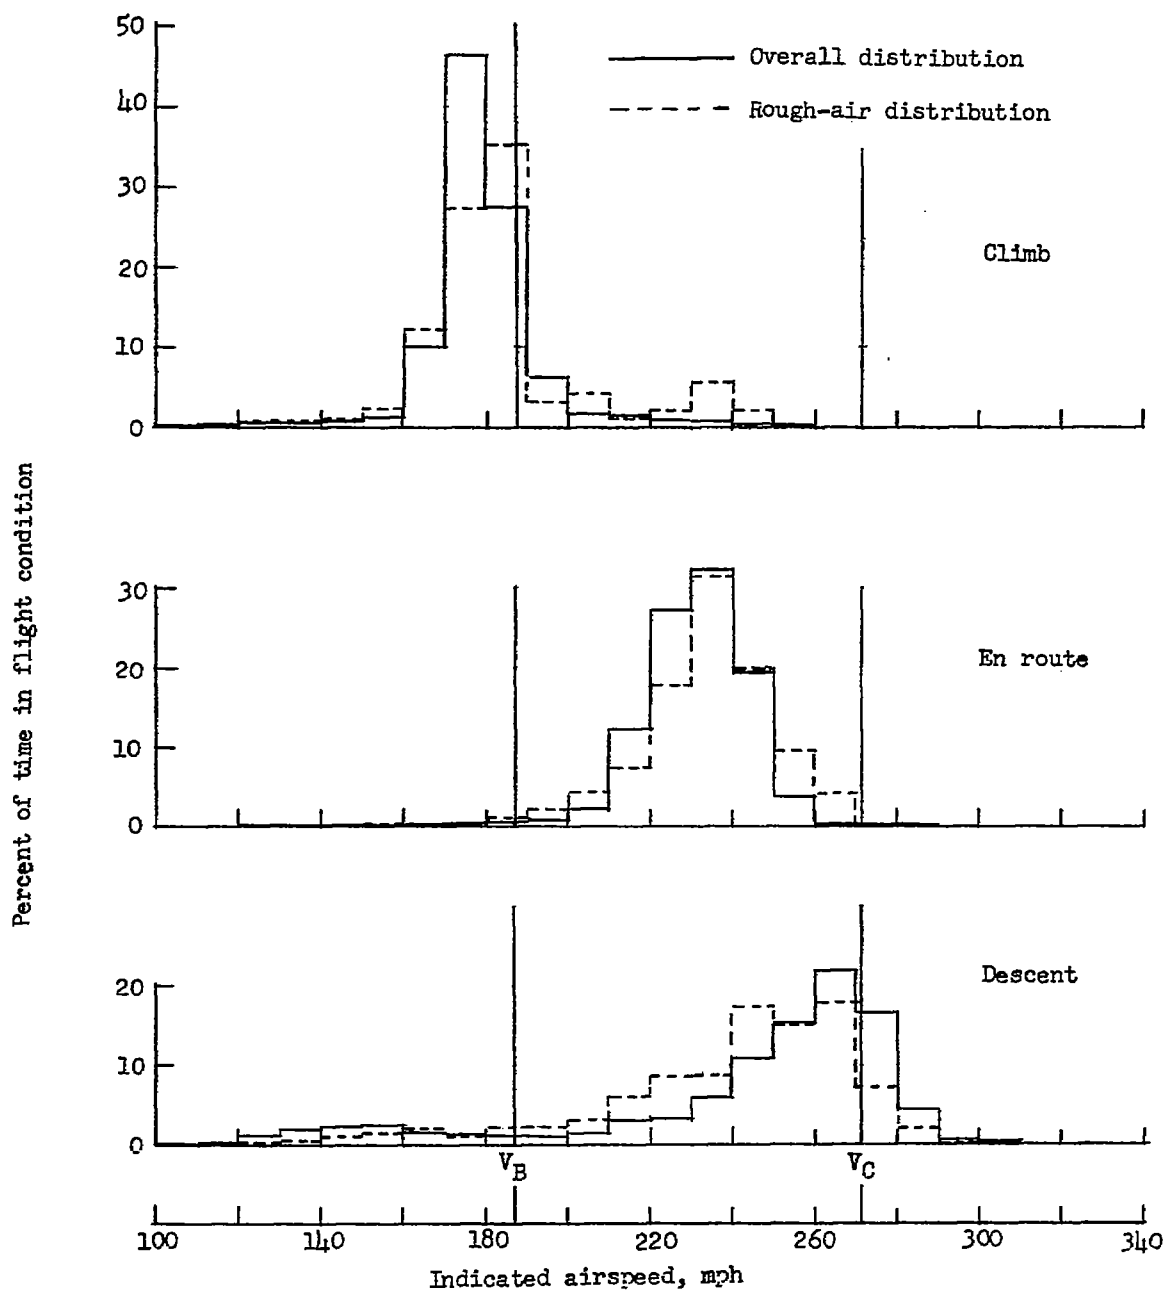 50
Overall distribution
40
Rough-air distribution
30
Climb
20
10
0
Percent of time in flight condition
30
En route
20
10
0
Descent
20
10
0
VB
VC
100 140 180 220 260 300 340
Indicated airspeed, mph